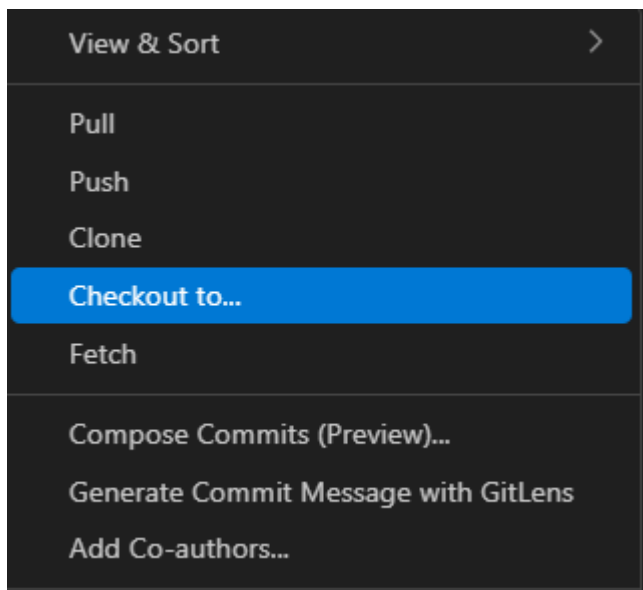 View & Sort
Pull
Push
Clone
Checkout to...
Fetch
Compose Commits (Preview)...
Generate Commit Message with GitLens
Add Co-authors...